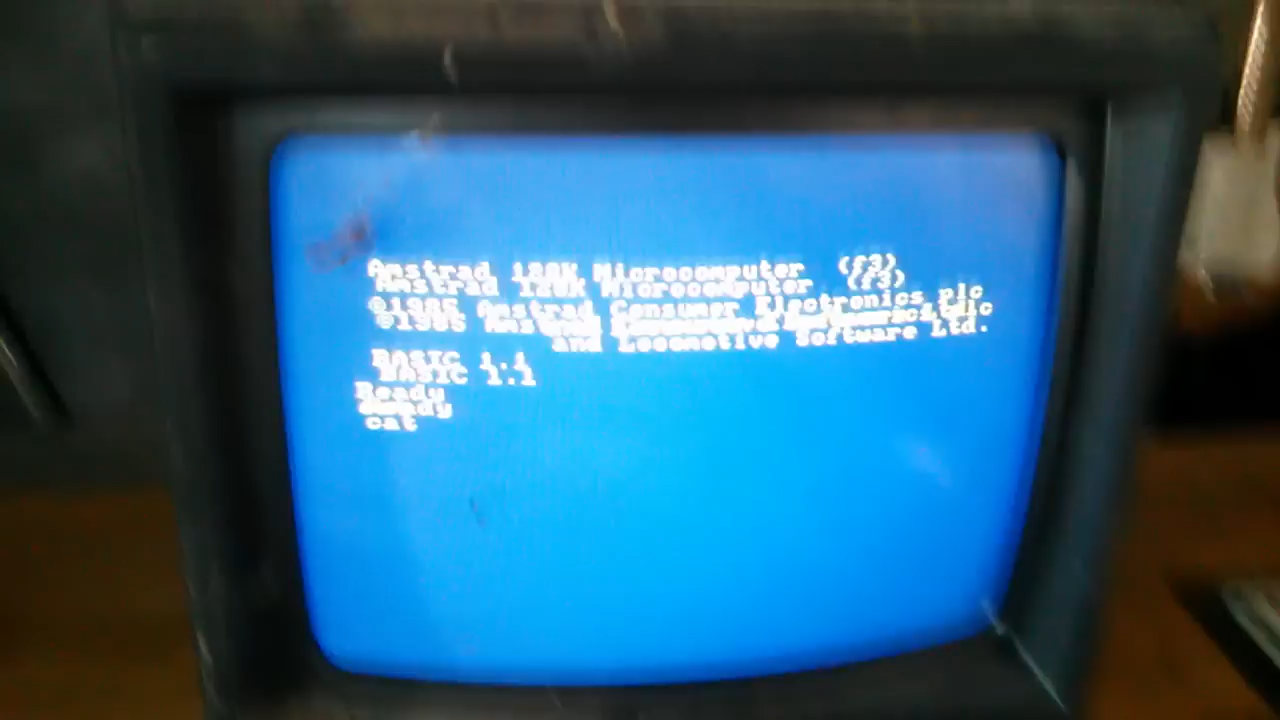 Amstrad 128K Microcomputer (f3)
©1985 Amstrad Consumer Electronics plc
and Locomotive Software Ltd.
BASIC 1.1
Ready
cat